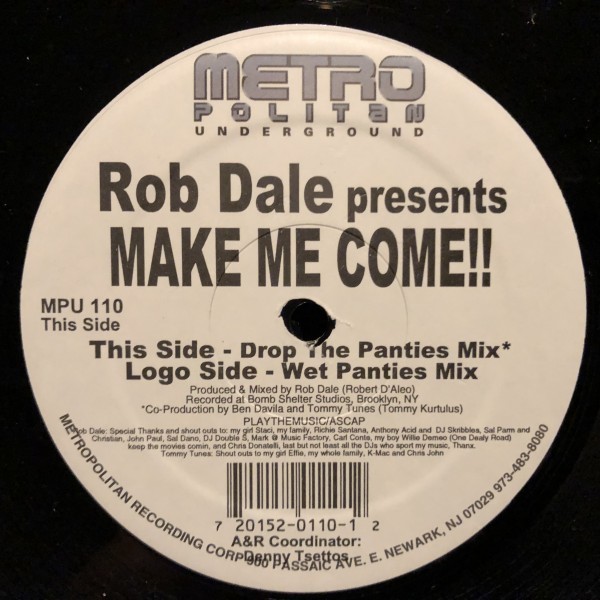 METRO
POLITAN
UNDERGROUND
Rob Dale presents
MAKE ME COME!!
MPU 110
This Side
This Side - Drop The Panties Mix*
Logo Side - Wet Panties Mix
Produced & Mixed by Rob Dale (Robert D'Aleo)
Recorded at Bomb Shelter Studios, Brooklyn, NY
*Co-Production by Ben Davila and Tommy Tunes (Tommy Kurtulus)
PLAYTHEMUSIC/ASCAP
Rob Dale: Special Thanks and shout outs to: my girl Staci, my family, Richie Santana, Anthony Acid and DJ Skribbles, Sal Parm and
Christian, John Paul, Sal Dano, DJ Double S, Mark @ Music Factory, Carl Conta, my boy Willie Demeo (One Dealy Road)
keep the movies comin, and Chris Donatelli, last but not least all the DJs who sport my music, Thanx.
Tommy Tunes: Shout outs to my girl Effie, my whole family, K-Mac and Chris John
7 20152-0110-1 2
A&R Coordinator:
Denny Tsettos
METROPOLITAN RECORDING CORP 900 PASSAIC AVE. E. NEWARK, NJ 07029 973-483-8080